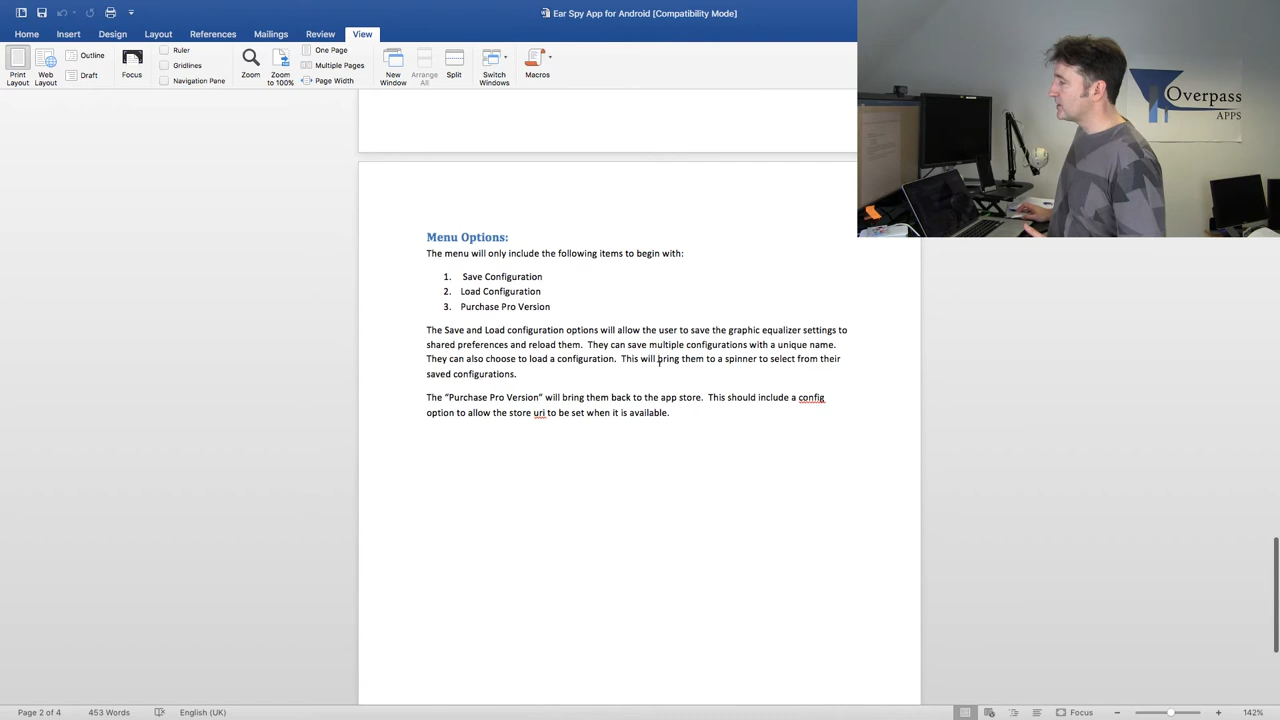 Ear Spy App for Android [Compatibility Mode]
Home Insert Design Layout References Mailings Review View
Print Layout
Web Layout
Outline
Draft
Focus
Ruler
Gridlines
Navigation Pane
Zoom
Zoom to 100%
One Page
Multiple Pages
Page Width
New Window
Arrange All
Split
Switch Windows
Macros
Overpass
APPS
Menu Options:
The menu will only include the following items to begin with:
1. Save Configuration
2. Load Configuration
3. Purchase Pro Version
The Save and Load configuration options will allow the user to save the graphic equalizer settings to
shared preferences and reload them. They can save multiple configurations with a unique name.
They can also choose to load a configuration. This will bring them to a spinner to select from their
saved configurations.
The “Purchase Pro Version” will bring them back to the app store. This should include a config
option to allow the store uri to be set when it is available.
Page 2 of 4 453 Words English (UK) Focus 142%